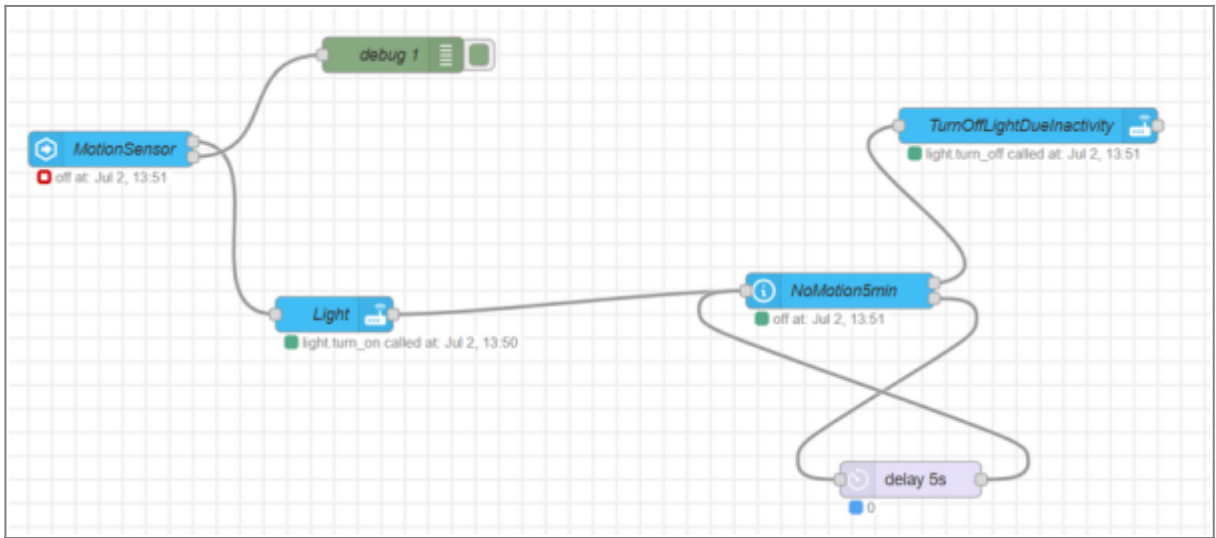 debug 1
MotionSensor
off at: Jul 2, 13:51
TurnOffLightDueInactivity
light.turn_off called at: Jul 2, 13:51
NoMotion5min
off at: Jul 2, 13:51
Light
light.turn_on called at: Jul 2, 13:50
delay 5s
0